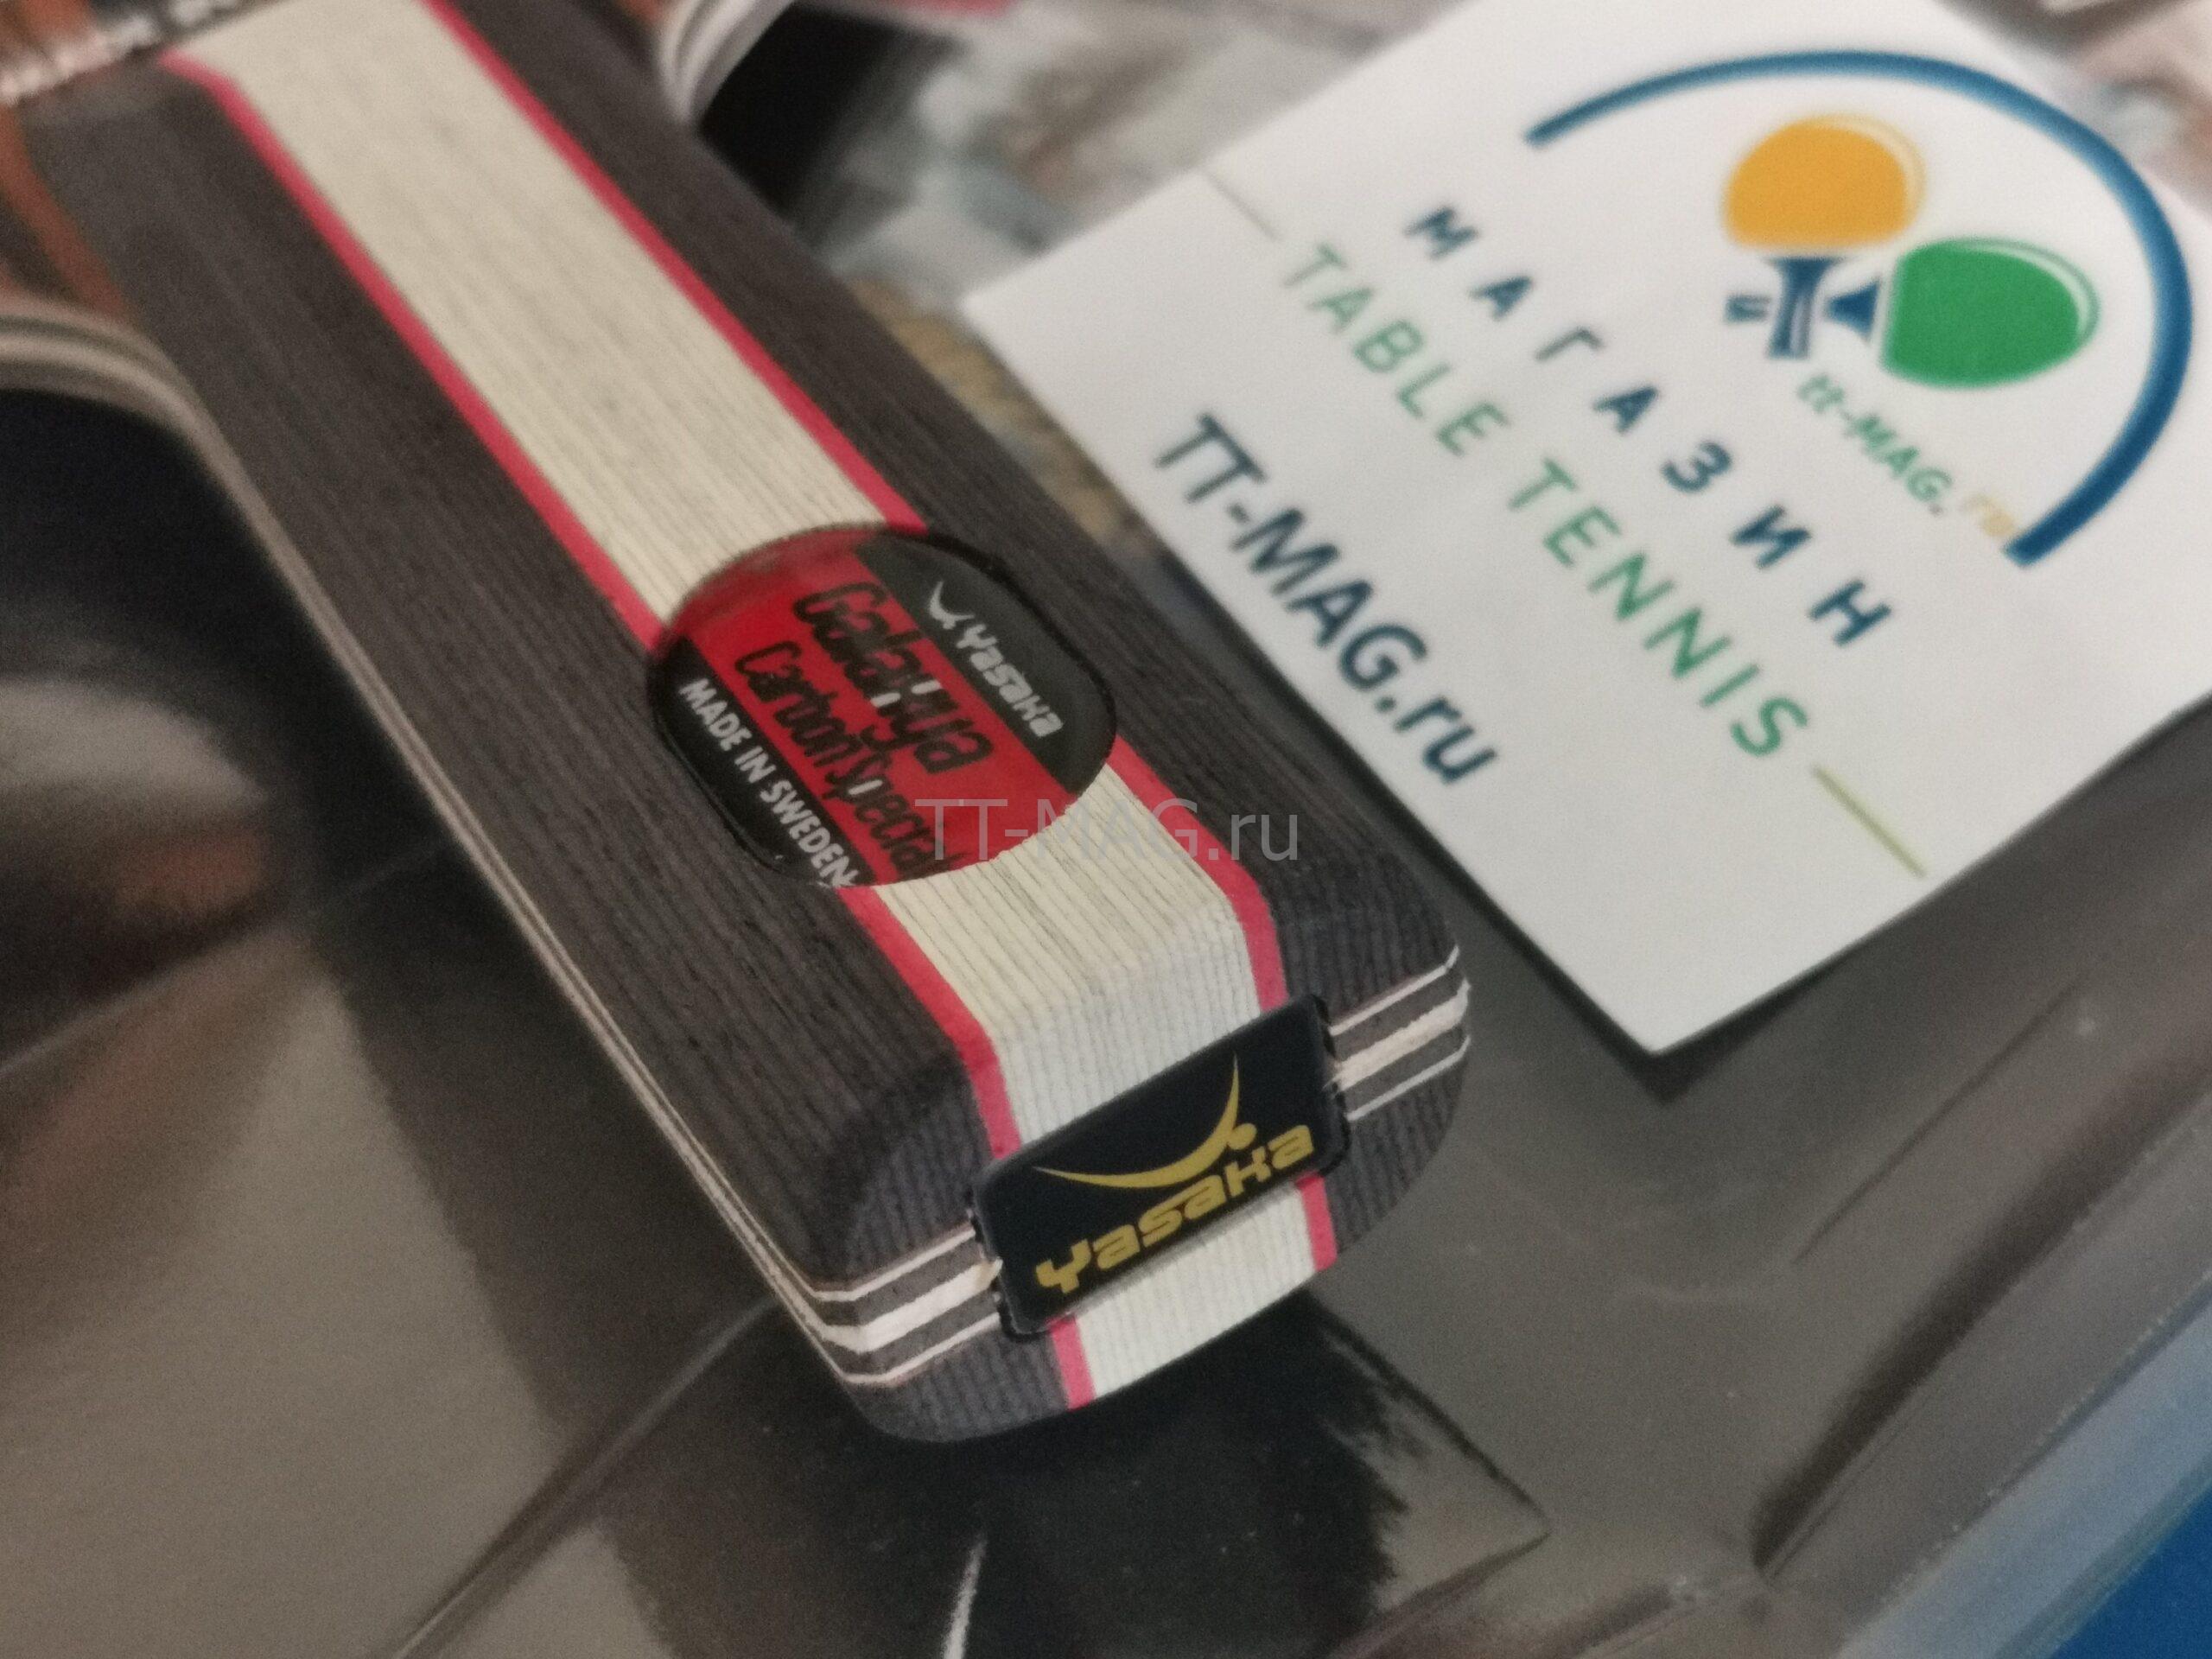 Yasaka
Galaxya
Carbon Special
MADE IN SWEDEN
Yasaka
tt-MAG.ru
МАГАЗИН
TABLE TENNIS
TT-MAG.ru
TT-MAG.ru